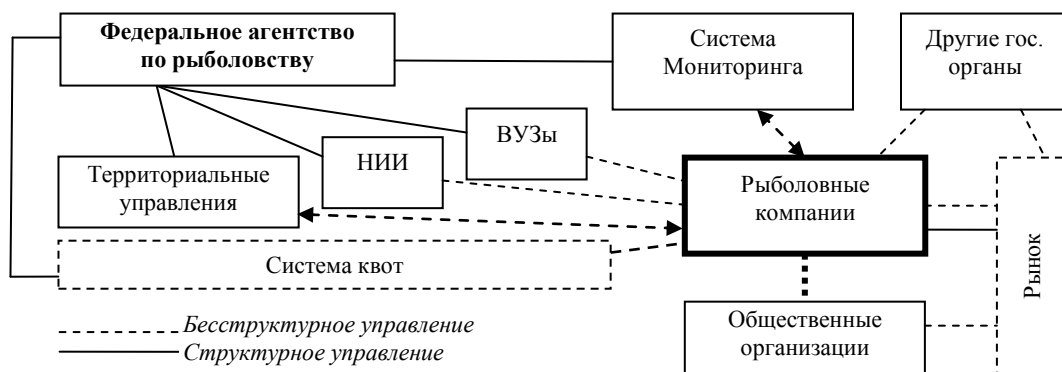 Федеральное агентство
по рыболовству
Система
Мониторинга
Другие гос.
органы
ВУЗы
НИИ
Территориальные
управления
Рыболовные
компании
Система квот
Рынок
Общественные
организации
Бесструктурное управление
Структурное управление